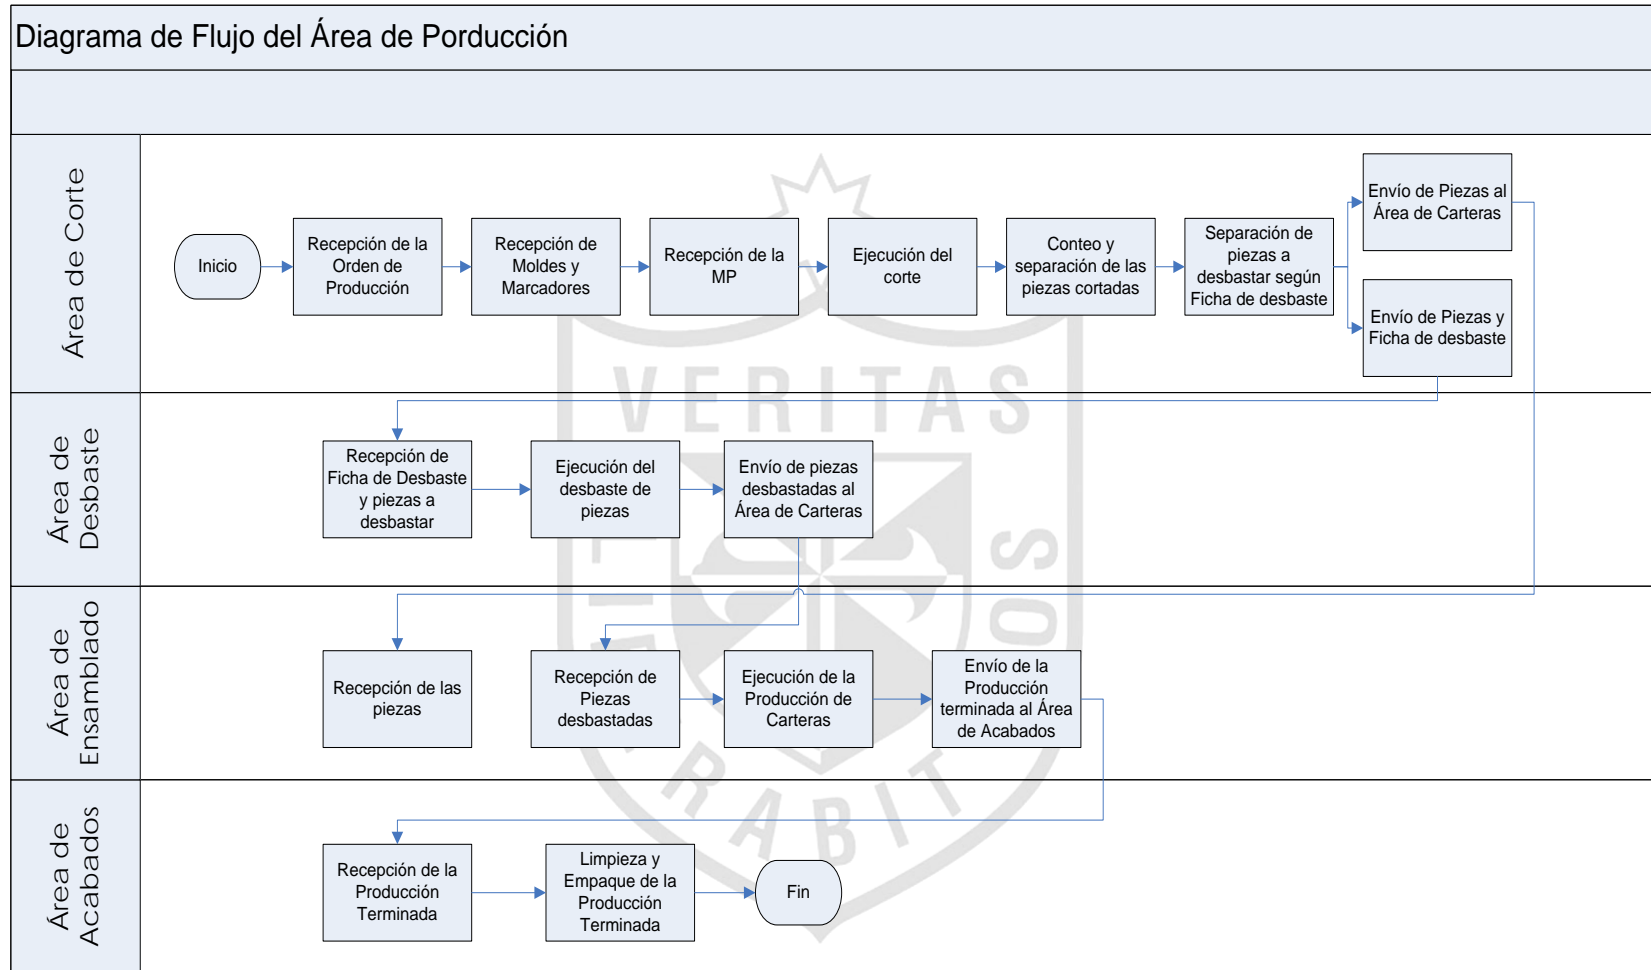 Diagrama de Flujo del Área de Porducción
Área de Corte
Inicio
Recepción de la
Orden de
Producción
Recepción de
Moldes y
Marcadores
Recepción de la
MP
Ejecución del
corte
Conteo y
separación de las
piezas cortadas
Separación de
piezas a
desbastar según
Ficha de desbaste
Envío de Piezas al
Área de Carteras
Envío de Piezas y
Ficha de desbaste
Área de
Desbaste
Recepción de
Ficha de Desbaste
y piezas a
desbastar
Ejecución del
desbaste de
piezas
Envío de piezas
desbastadas al
Área de Carteras
Área de
Ensamblado
Recepción de las
piezas
Recepción de
Piezas
desbastadas
Ejecución de la
Producción de
Carteras
Envío de la
Producción
terminada al Área
de Acabados
Área de
Acabados
Recepción de la
Producción
Terminada
Limpieza y
Empaque de la
Producción
Terminada
Fin
VERITAS